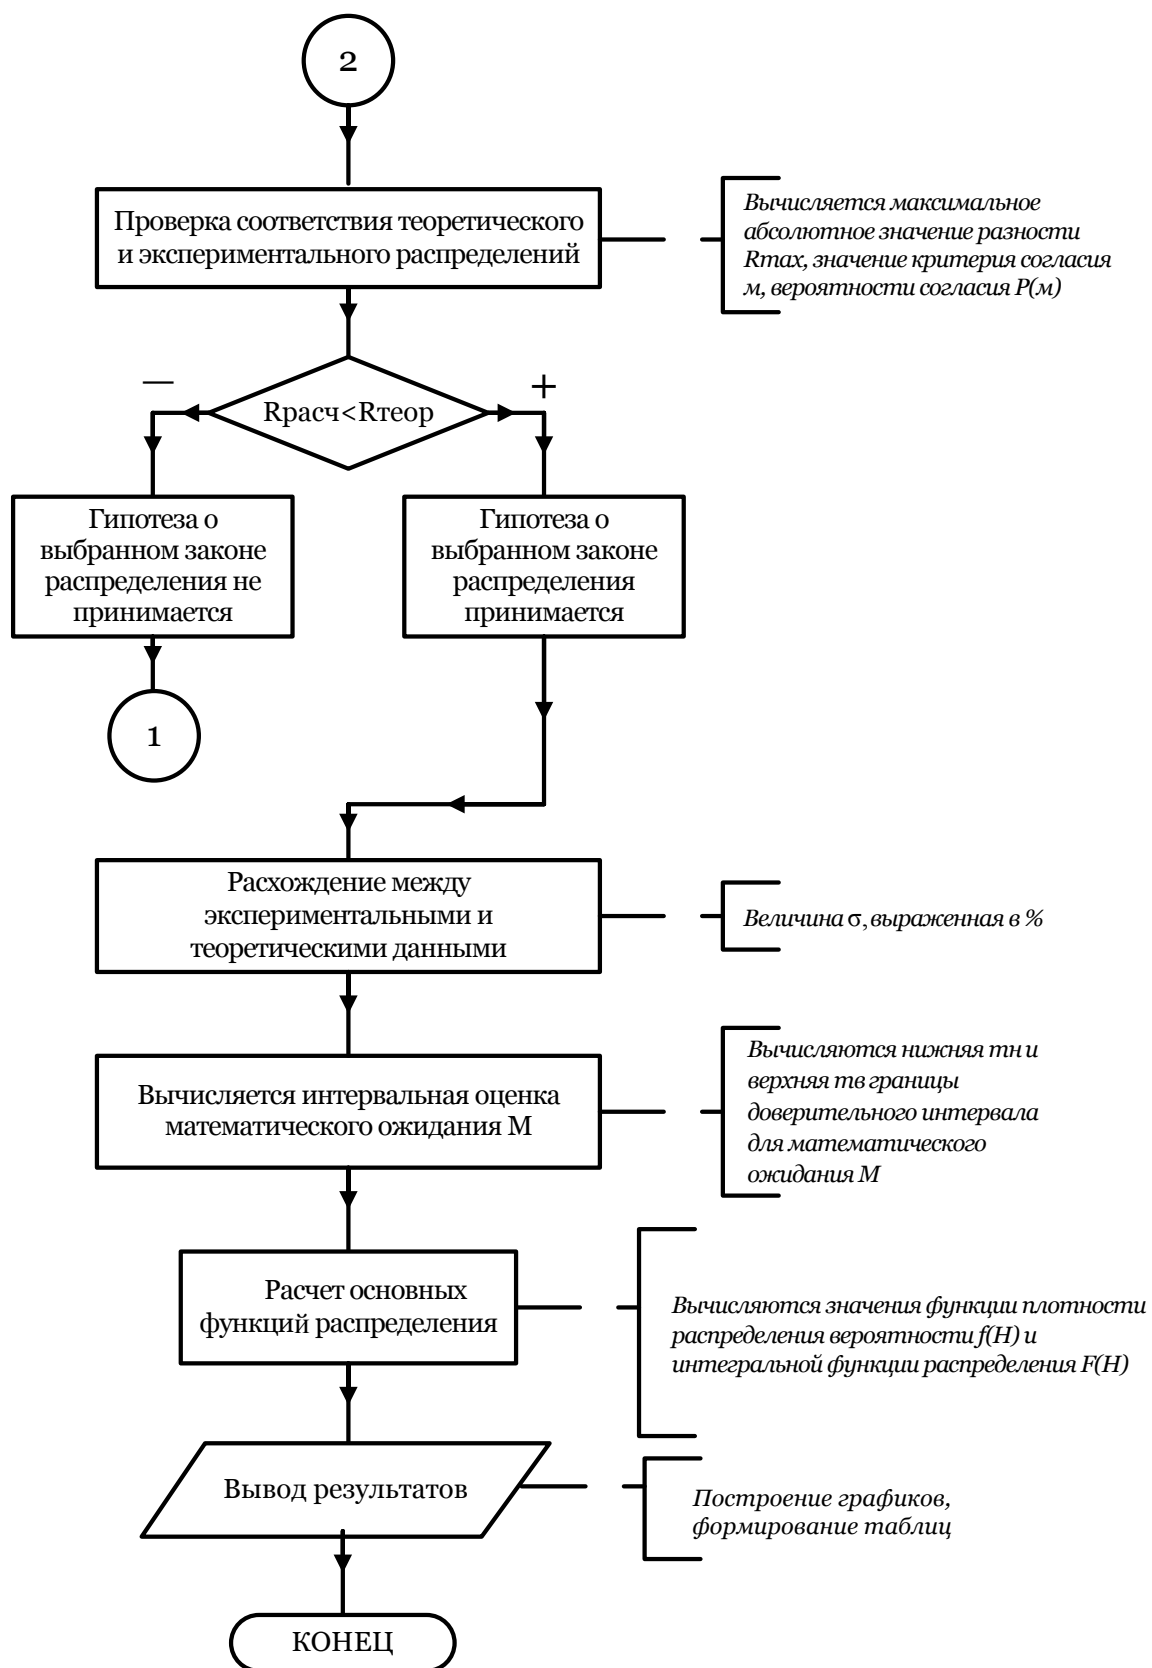 2
Проверка соответствия теоретического
и экспериментального распределений
Вычисляется максимальное
абсолютное значение разности
Rmax, значение критерия согласия
м, вероятности согласия P(м)
—
+
Rрасч<Rтеор
Гипотеза о
выбранном законе
распределения не
принимается
Гипотеза о
выбранном законе
распределения
принимается
1
Расхождение между
экспериментальными и
теоретическими данными
Величина σ, выраженная в %
Вычисляется интервальная оценка
математического ожидания М
Вычисляются нижняя тн и
верхняя тв границы
доверительного интервала
для математического
ожидания М
Расчет основных
функций распределения
Вычисляются значения функции плотности
распределения вероятности f(H) и
интегральной функции распределения F(H)
Вывод результатов
Построение графиков,
формирование таблиц
КОНЕЦ